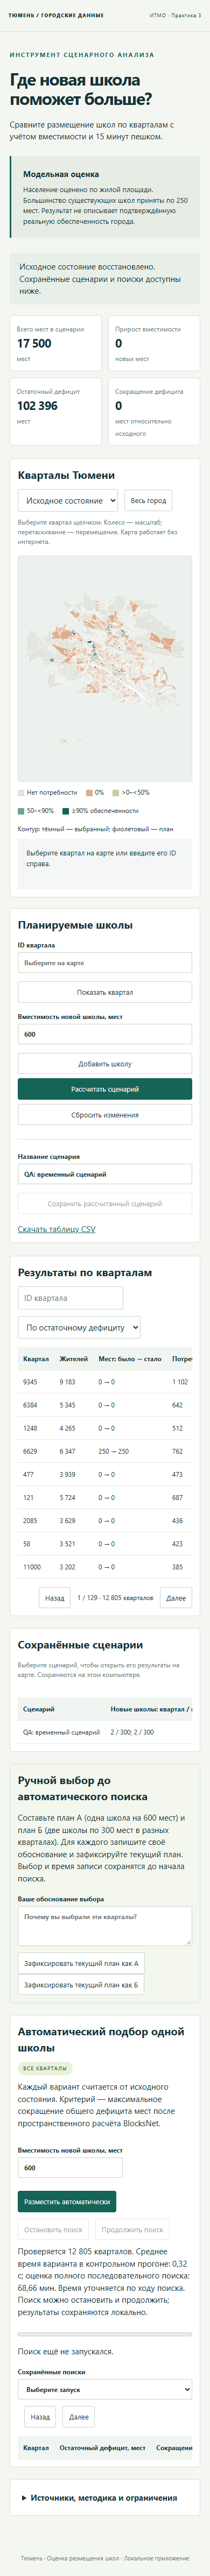 ТЮМЕНЬ / ГОРОДСКИЕ ДАННЫЕ
ИТМО · Практика 3
ИНСТРУМЕНТ СЦЕНАРНОГО АНАЛИЗА
Где новая школа
поможет больше?
Сравните размещение школ по кварталам с
учётом вместимости и 15 минут пешком.
Модельная оценка
Население оценено по жилой площади.
Большинство существующих школ приняты по 250
мест. Результат не описывает подтверждённую
реальную обеспеченность города.
Исходное состояние восстановлено.
Сохранённые сценарии и поиски доступны
ниже.
Всего мест в сценарии
17 500
мест
Прирост вместимости
0
новых мест
Остаточный дефицит
102 396
мест
Сокращение дефицита
0
мест относительно
исходного
Кварталы Тюмени
Исходное состояние
Весь город
Выберите квартал щелчком. Колесо — масштаб;
перетаскивание — перемещение. Карта работает без
интернета.
Нет потребности
0%
>0–<50%
50–<90%
≥90% обеспеченности
Контур: тёмный — выбранный; фиолетовый — план
Выберите квартал на карте или введите его ID
справа.
Планируемые школы
ID квартала
Выберите на карте
Показать квартал
Вместимость новой школы, мест
600
Добавить школу
Рассчитать сценарий
Сбросить изменения
Название сценария
QA: временный сценарий
Сохранить рассчитанный сценарий
Скачать таблицу CSV
Результаты по кварталам
ID квартала
По остаточному дефициту
Квартал Жителей Мест: было → стало Потре
9345 9 183 0 → 0 1 102
6384 5 345 0 → 0 642
1248 4 265 0 → 0 512
6629 6 347 250 → 250 762
477 3 939 0 → 0 473
121 5 724 0 → 0 687
2085 3 629 0 → 0 436
58 3 521 0 → 0 423
11000 3 202 0 → 0 385
Назад
1 / 129 · 12 805 кварталов
Далее
Сохранённые сценарии
Выберите сценарий, чтобы открыть его результаты на
карте. Сохраняются на этом компьютере.
Сценарий Новые школы: квартал /
QA: временный сценарий 2 / 300; 2 / 300
Ручной выбор до
автоматического поиска
Составьте план А (одна школа на 600 мест) и
план Б (две школы по 300 мест в разных
кварталах). Для каждого запишите своё
обоснование и зафиксируйте текущий план.
Выбор и время записи сохранятся до начала
поиска.
Ваше обоснование выбора
Почему вы выбрали эти кварталы?
Зафиксировать текущий план как А
Зафиксировать текущий план как Б
Автоматический подбор одной
школы
ВСЕ КВАРТАЛЫ
Каждый вариант считается от исходного
состояния. Критерий — максимальное
сокращение общего дефицита мест после
пространственного расчёта BlocksNet.
Вместимость новой школы, мест
600
Разместить автоматически
Остановить поиск
Продолжить поиск
Проверяется 12 805 кварталов. Среднее
время варианта в контрольном прогоне: 0,32
с; оценка полного последовательного поиска:
68,66 мин. Время уточняется по ходу поиска.
Поиск можно остановить и продолжить;
результаты сохраняются локально.
Поиск ещё не запускался.
Сохранённые поиски
Выберите запуск
Назад
Далее
Квартал Остаточный дефицит, мест Сокращени
Источники, методика и ограничения
Тюмень · Оценка размещения школ · Локальное приложение